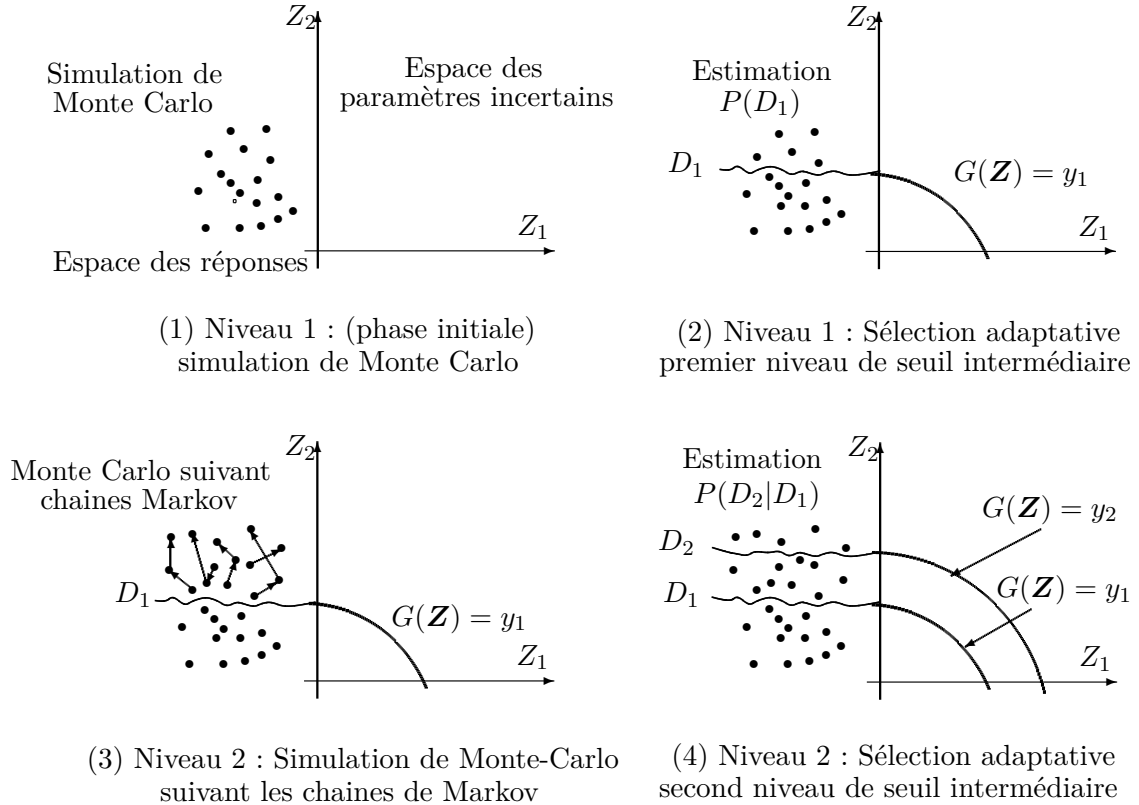 Z₂
Simulation de
Monte Carlo
Espace des
paramètres incertains
Z₁
Espace des réponses
(1) Niveau 1 : (phase initiale)
simulation de Monte Carlo
Z₂
Estimation
P(D₁)
D₁
G(Z) = y₁
Z₁
(2) Niveau 1 : Sélection adaptative
premier niveau de seuil intermédiaire
Z₂
Monte Carlo suivant
chaines Markov
D₁
G(Z) = y₁
Z₁
(3) Niveau 2 : Simulation de Monte-Carlo
suivant les chaines de Markov
Z₂
Estimation
P(D₂|D₁)
G(Z) = y₂
D₂
G(Z) = y₁
D₁
Z₁
(4) Niveau 2 : Sélection adaptative
second niveau de seuil intermédiaire